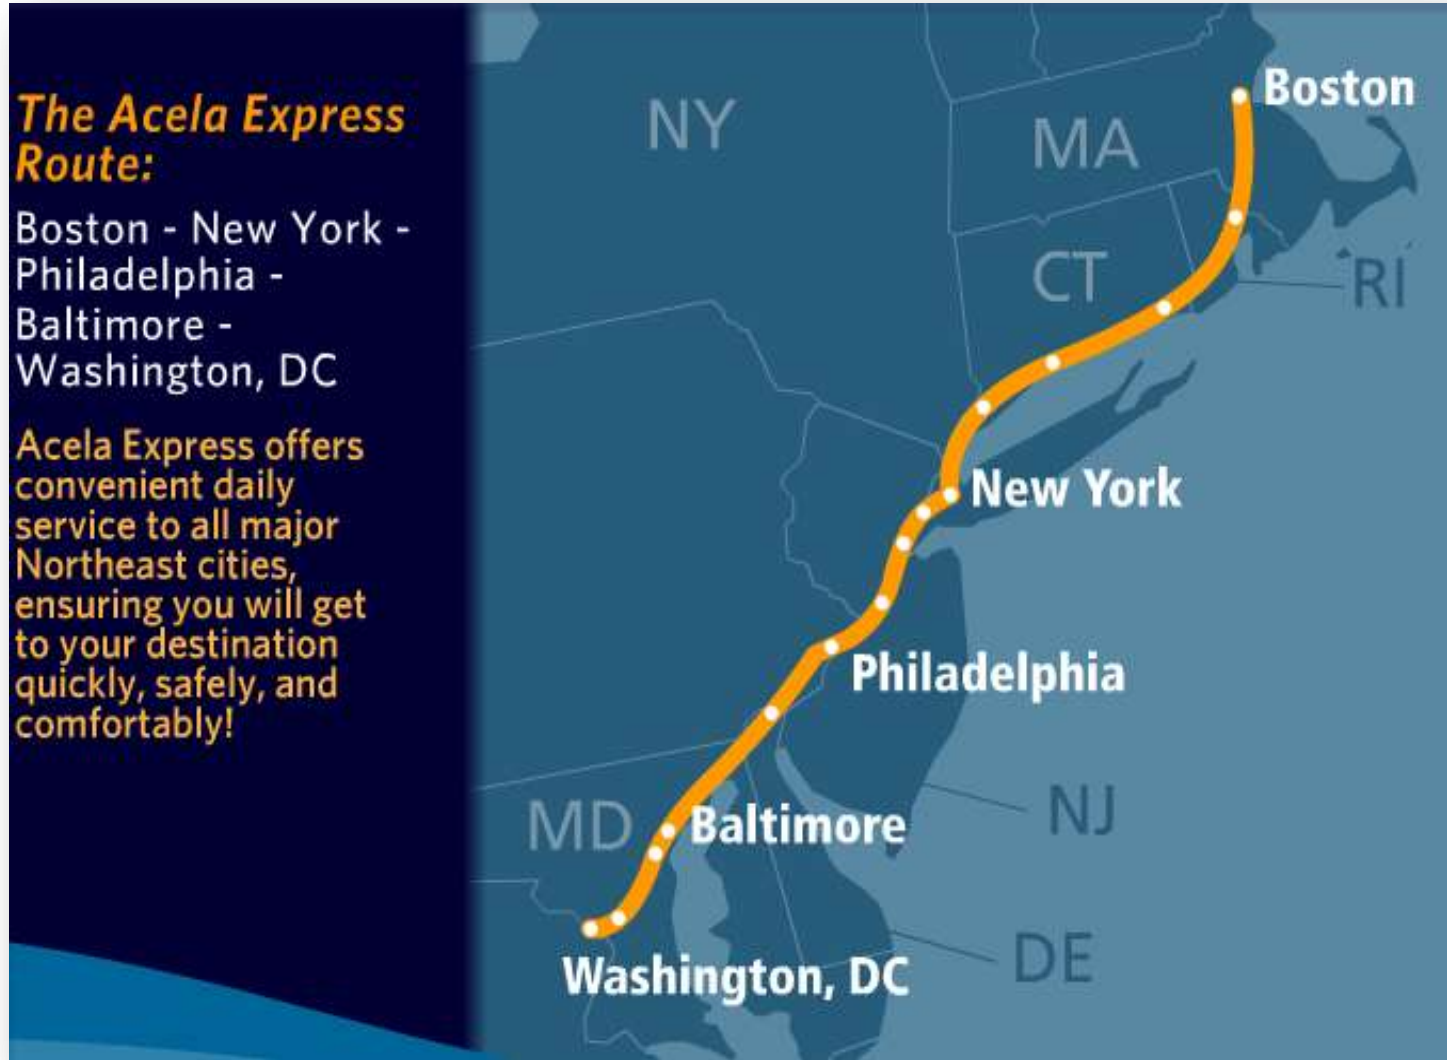 The Acela Express
Route:
Boston - New York -
Philadelphia -
Baltimore -
Washington, DC
Acela Express offers
convenient daily
service to all major
Northeast cities,
ensuring you will get
to your destination
quickly, safely, and
comfortably!
Boston
NY
MA
CT
RI
New York
Philadelphia
NJ
MD
Baltimore
DE
Washington, DC